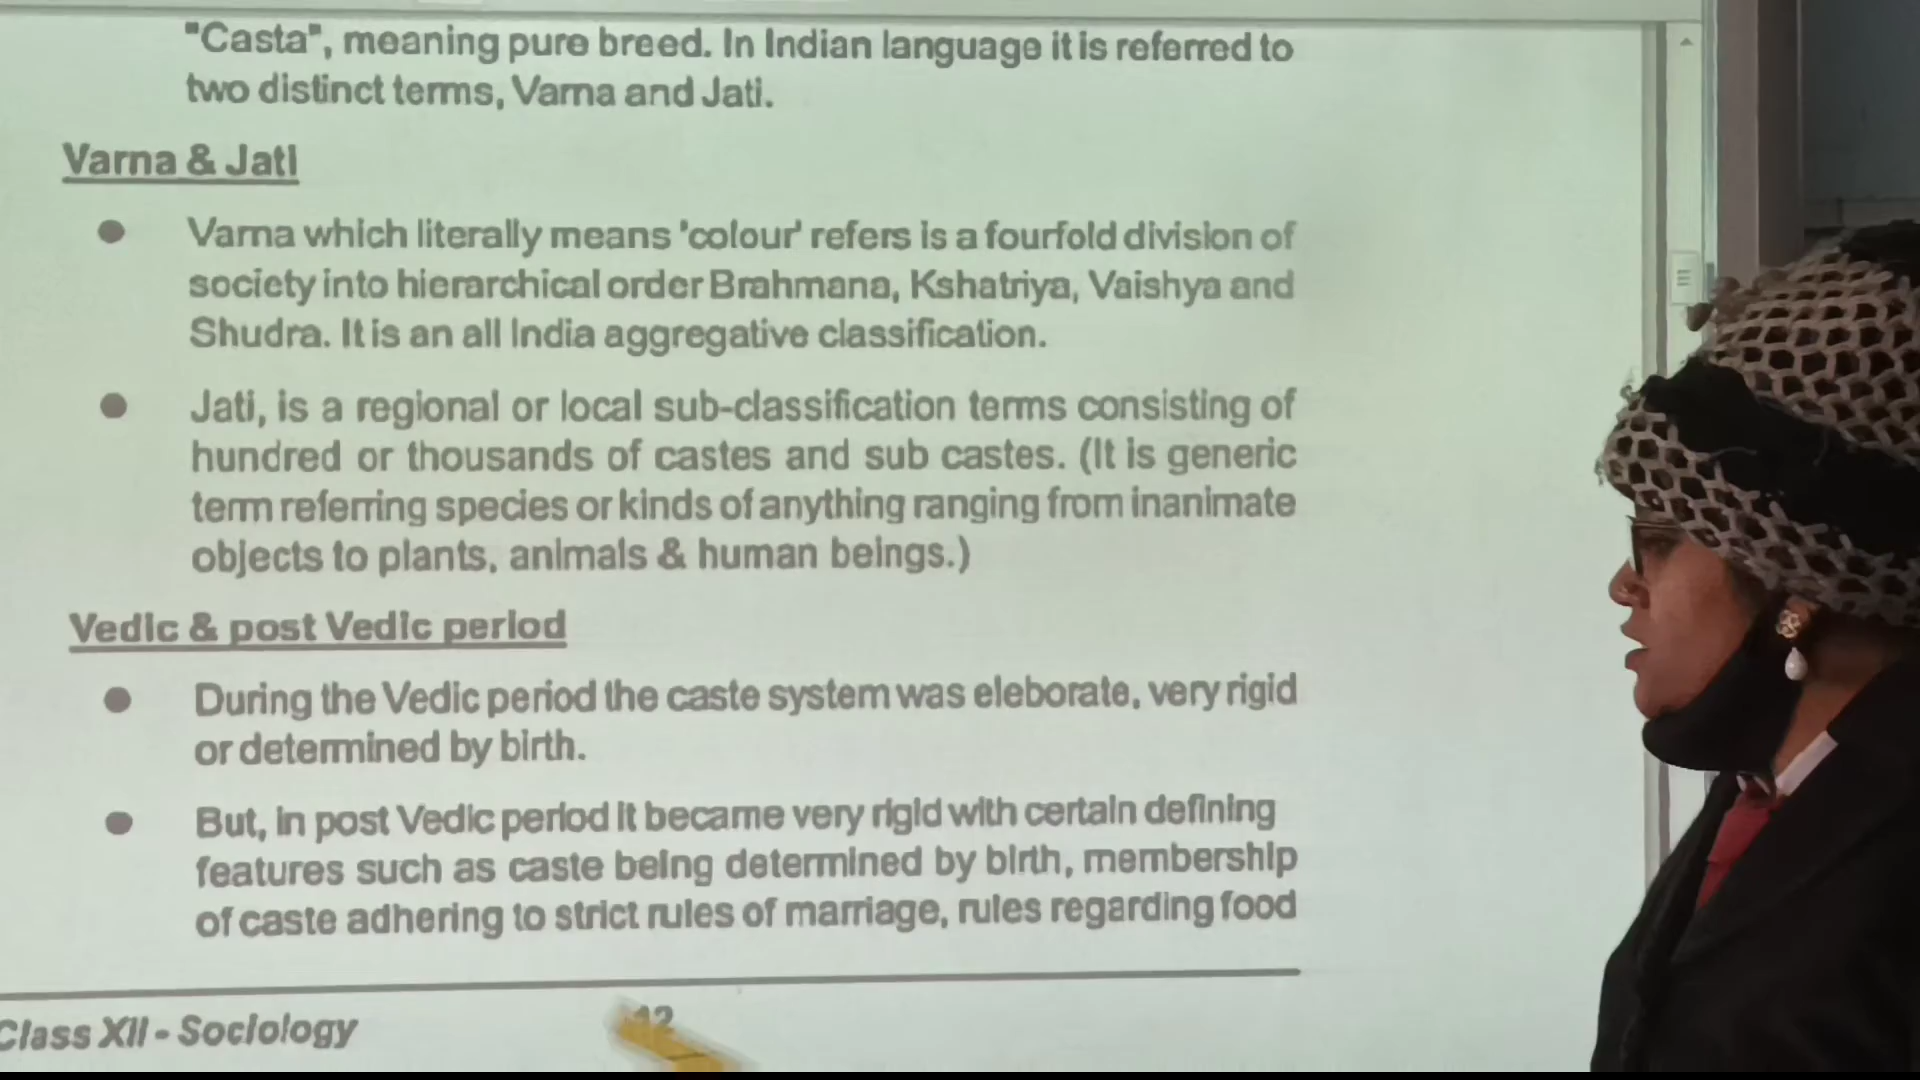 "Casta", meaning pure breed. In Indian language it is referred to
two distinct terms, Varna and Jati.
Varna & Jati
Varna which literally means 'colour' refers is a fourfold division of
society into hierarchical order Brahmana, Kshatriya, Vaishya and
Shudra. It is an all India aggregative classification.
Jati, is a regional or local sub-classification terms consisting of
hundred or thousands of castes and sub castes. (It is generic
term referring species or kinds of anything ranging from inanimate
objects to plants, animals & human beings.)
Vedic & post Vedic period
During the Vedic period the caste system was eleborate, very rigid
or determined by birth.
But, in post Vedic period it became very rigid with certain defining
features such as caste being determined by birth, membership
of caste adhering to strict rules of marriage, rules regarding food
Class XII - Sociology
12